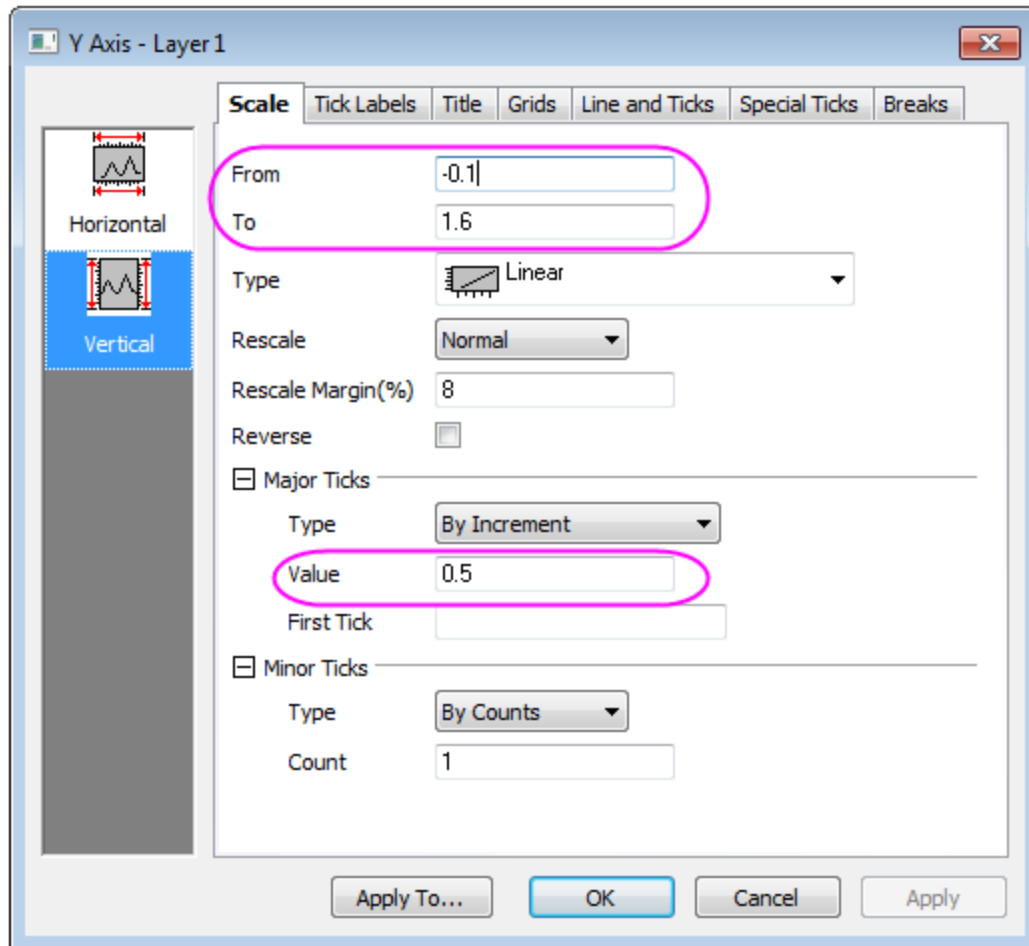 Y Axis - Layer 1
Scale Tick Labels Title Grids Line and Ticks Special Ticks Breaks
Horizontal
Vertical
From -0.1
To 1.6
Type Linear
Rescale Normal
Rescale Margin(%) 8
Reverse
Major Ticks
Type By Increment
Value 0.5
First Tick
Minor Ticks
Type By Counts
Count 1
Apply To... OK Cancel Apply